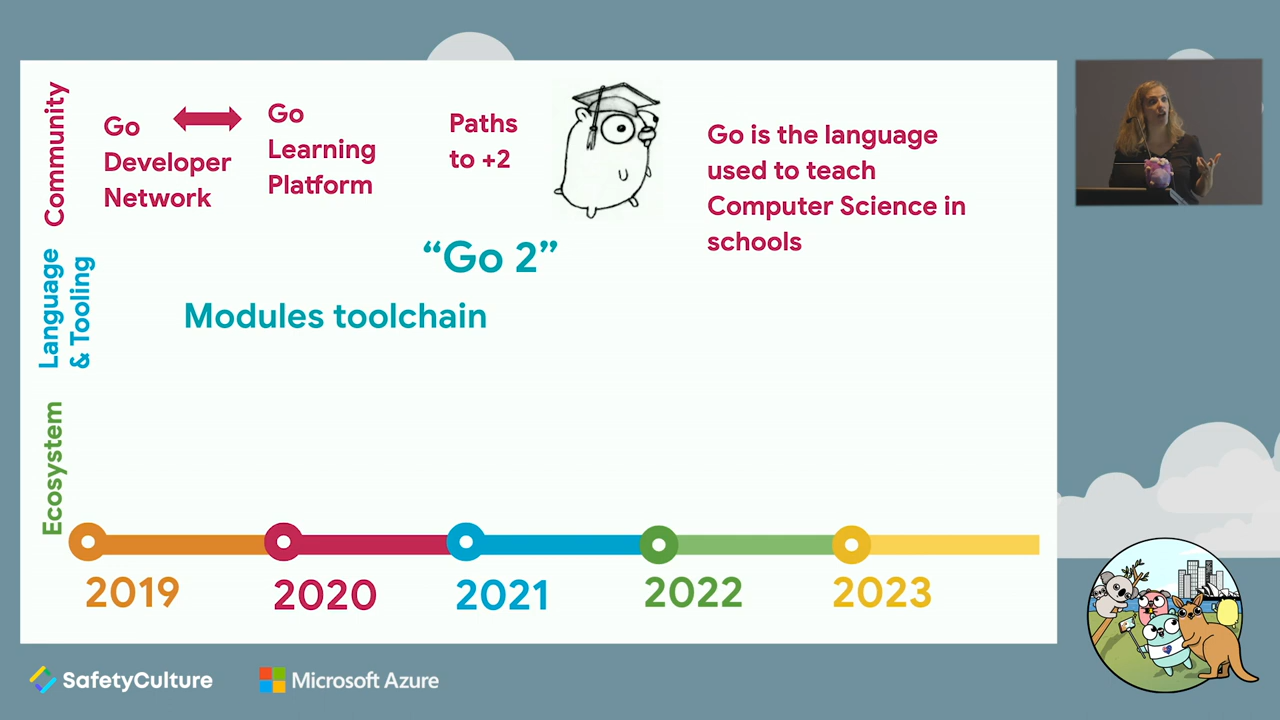 Community
Go
Developer
Network
Go
Learning
Platform
Paths
to +2
Go is the language
used to teach
Computer Science in
schools
Language
& Tooling
“Go 2”
Modules toolchain
Ecosystem
2019
2020
2021
2022
2023
SafetyCulture
Microsoft Azure